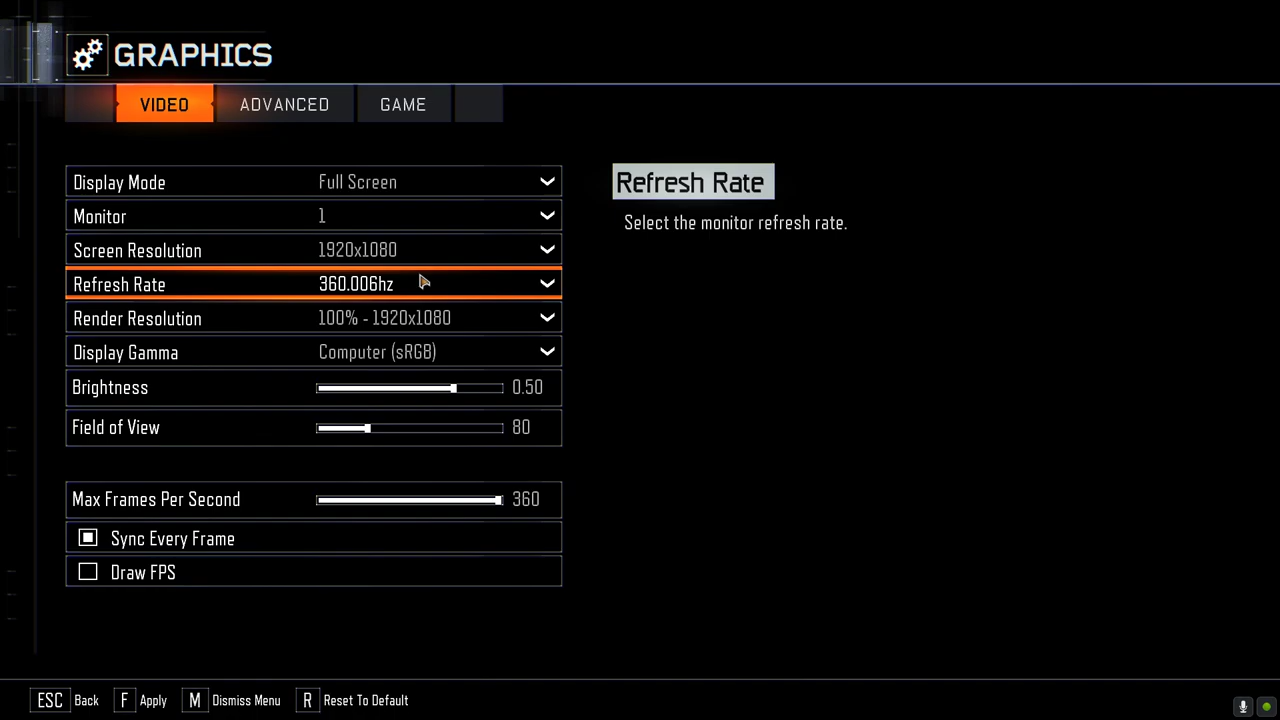 GRAPHICS
VIDEO ADVANCED GAME
Display Mode Full Screen
Monitor 1
Screen Resolution 1920x1080
Refresh Rate 360.006hz
Render Resolution 100% - 1920x1080
Display Gamma Computer (sRGB)
Brightness 0.50
Field of View 80
Max Frames Per Second 360
Sync Every Frame
Draw FPS
Refresh Rate
Select the monitor refresh rate.
ESC Back F Apply M Dismiss Menu R Reset To Default